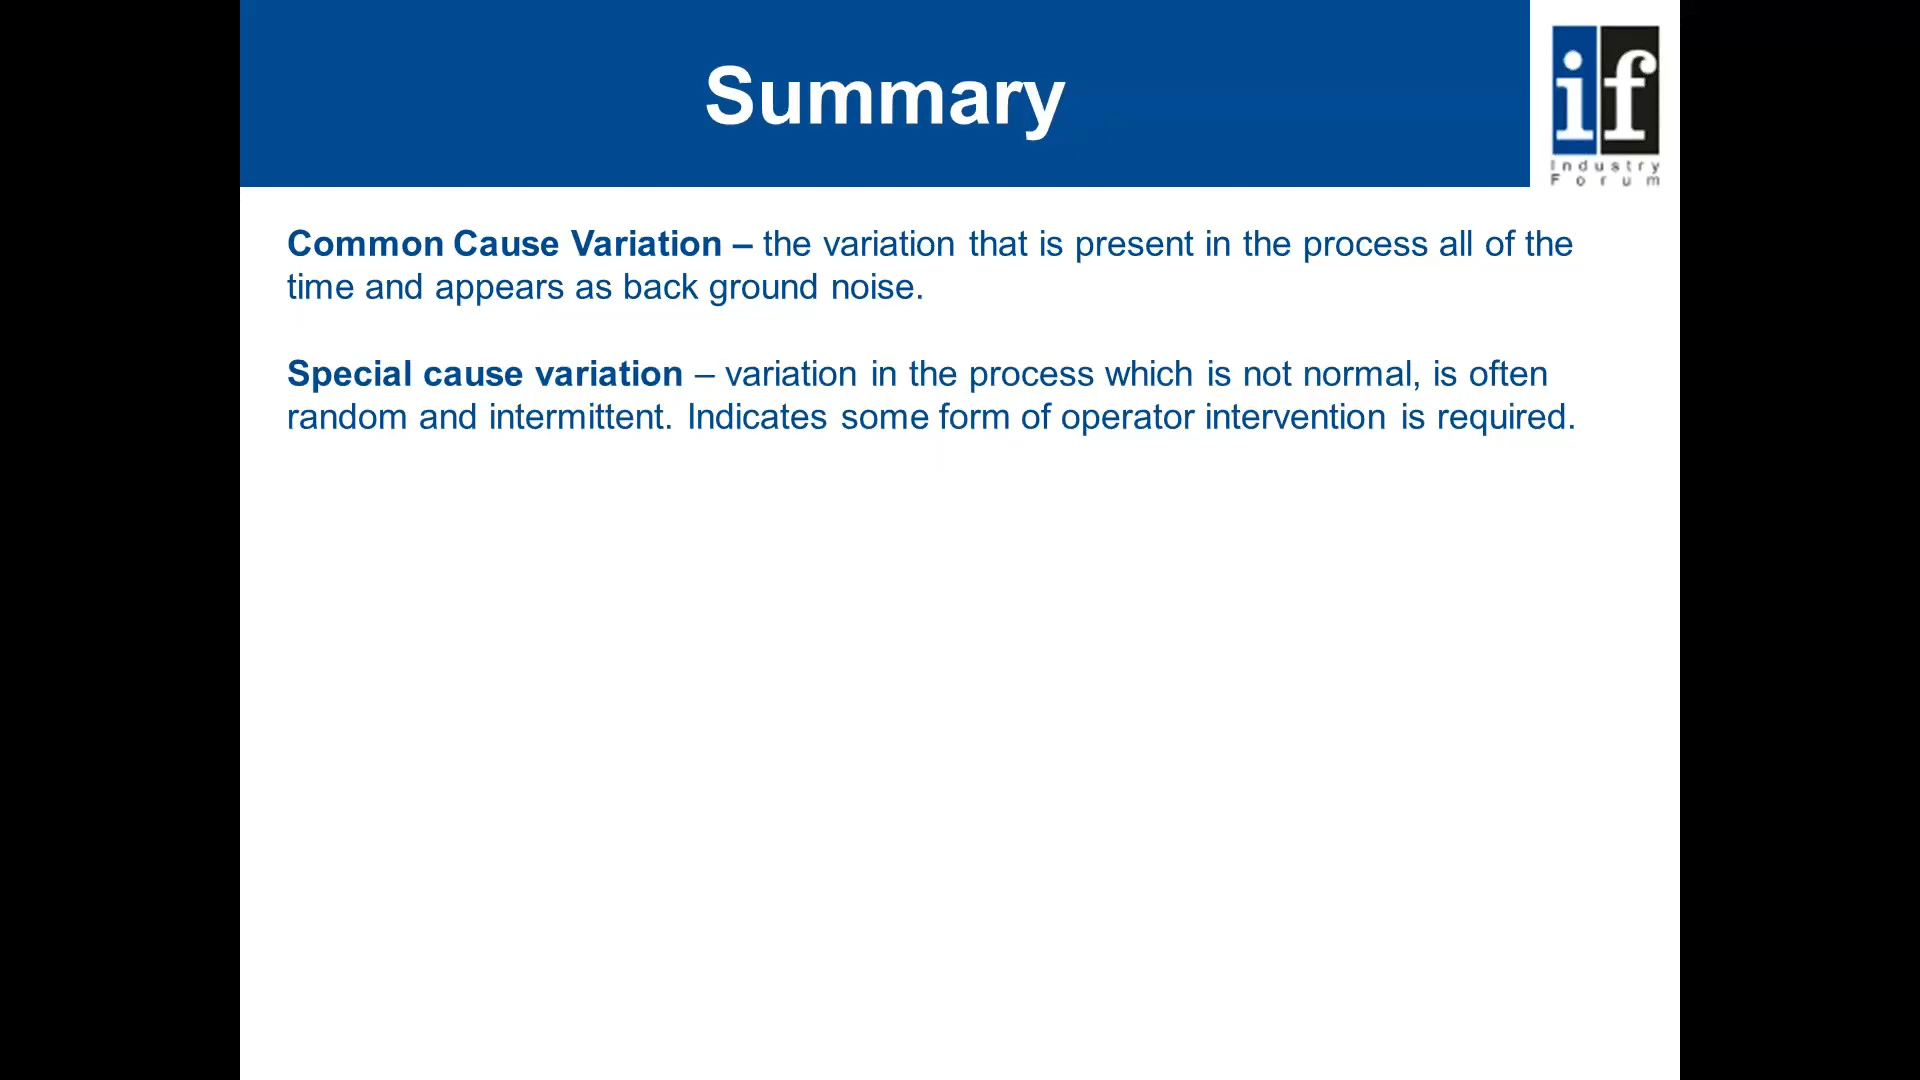 Summary
if
Industry
Forum
Common Cause Variation – the variation that is present in the process all of the
time and appears as back ground noise.
Special cause variation – variation in the process which is not normal, is often
random and intermittent. Indicates some form of operator intervention is required.